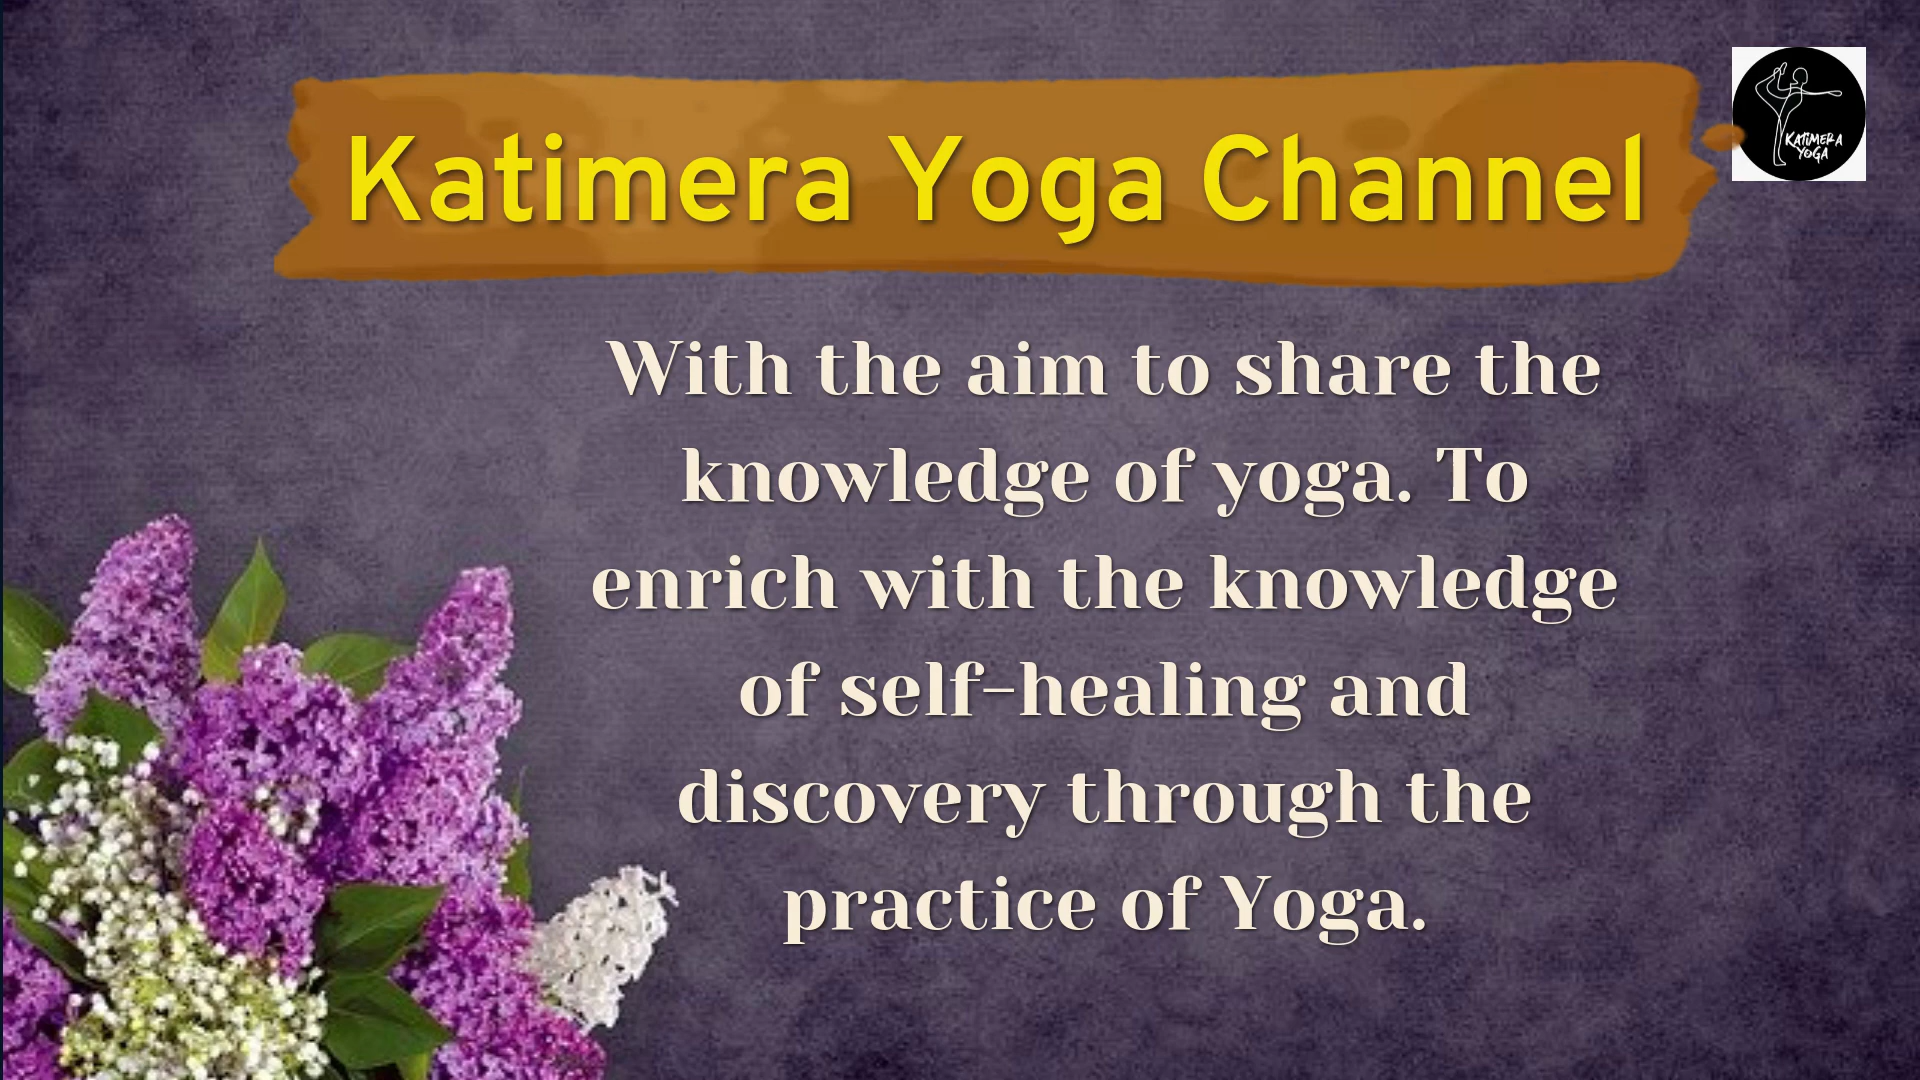 Katimera Yoga Channel
KATIMERA
YOGA
With the aim to share the
knowledge of yoga. To
enrich with the knowledge
of self-healing and
discovery through the
practice of Yoga.